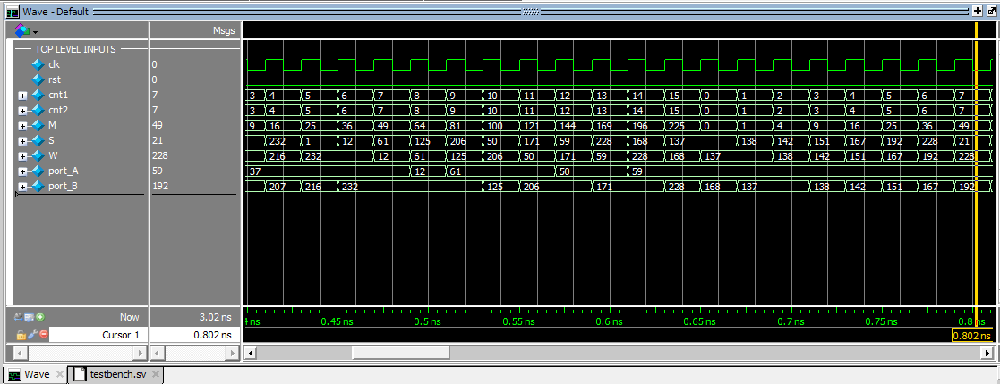 Wave - Default
Msgs
TOP LEVEL INPUTS
clk 0
rst 0
cnt1 7 3 4 5 6 7 8 9 10 11 12 13 14 15 0 1 2 3 4 5 6 7
cnt2 7 3 4 5 6 7 8 9 10 11 12 13 14 15 0 1 2 3 4 5 6 7
M 49 9 16 25 36 49 64 81 100 121 144 169 196 225 0 1 4 9 16 25 36 49
S 21 232 1 12 61 125 206 50 171 59 228 168 137 138 142 151 167 192 228 21
W 228 216 232 12 61 125 206 50 171 59 228 168 137 138 142 151 167 192 228
port_A 59 37 12 61 50 59
port_B 192 207 216 232 125 206 171 228 168 137 138 142 151 167 192
Now 3.02 ns ns 0.45 ns 0.5 ns 0.55 ns 0.6 ns 0.65 ns 0.7 ns 0.75 ns 0.8 ns
Cursor 1 0.802 ns 0.802 ns
Wave testbench.sv